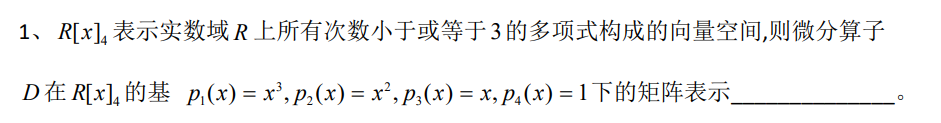 1、 R[x]₄ 表示实数域 R 上所有次数小于或等于 3 的多项式构成的向量空间,则微分算子
D 在 R[x]₄ 的基 p₁(x) = x³, p₂(x) = x², p₃(x) = x, p₄(x) = 1 下的矩阵表示_______________。